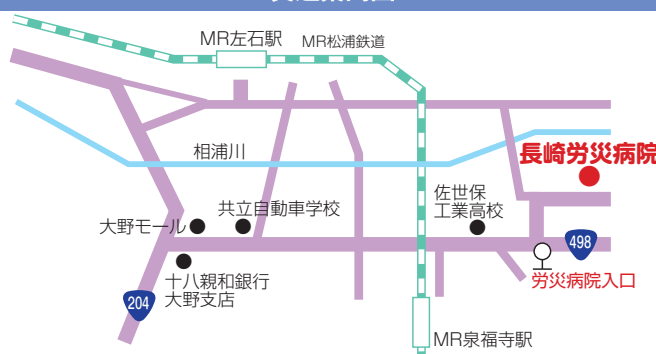 MR左石駅
MR松浦鉄道
相浦川
長崎労災病院
佐世保
工業高校
共立自動車学校
大野モール
498
十八親和銀行
大野支店
労災病院入口
204
MR泉福寺駅